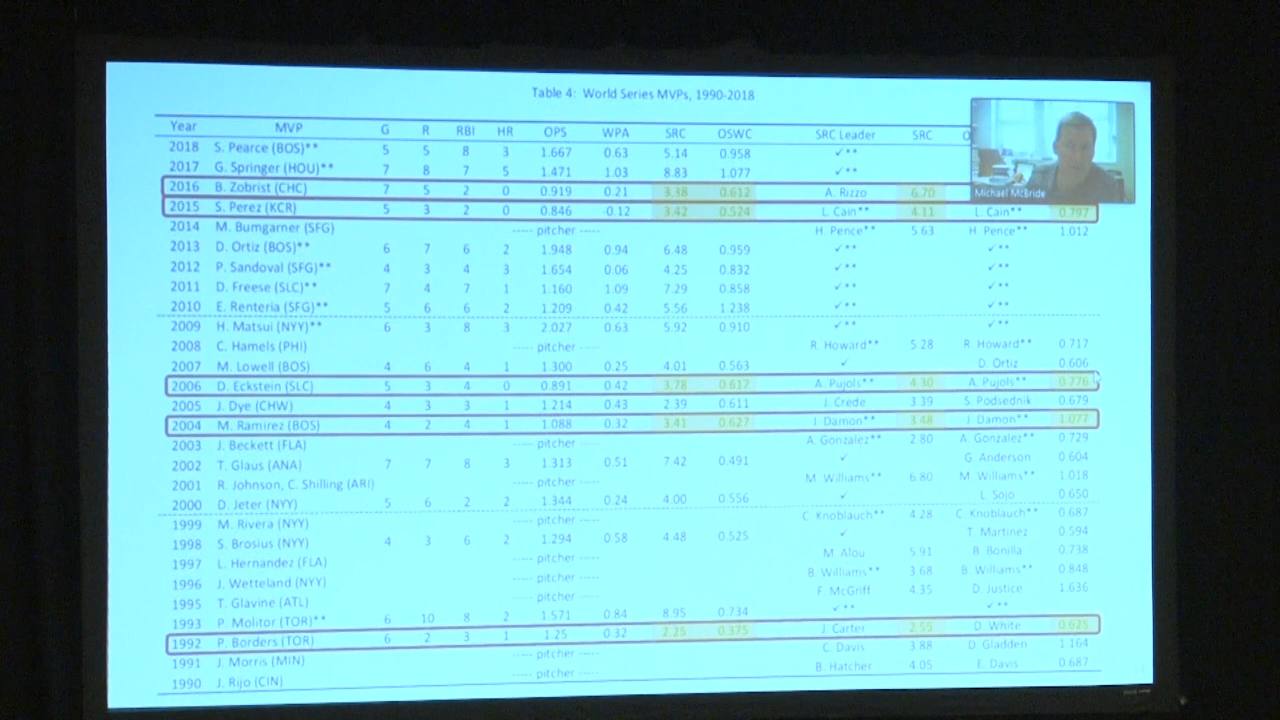 Table 4: World Series MVPs, 1990-2018
Year MVP G R RBI HR OPS WPA SRC OSWC SRC Leader SRC O
2018 S. Pearce (BOS)** 5 5 8 3 1.667 0.63 5.14 0.958 ✓**
2017 G. Springer (HOU)** 7 8 7 5 1.471 1.03 8.83 1.077 ✓**
2016 B. Zobrist (CHC) 7 5 2 0 0.919 0.21 3.38 0.612 A. Rizzo 6.70
Michael McBride
2015 S. Perez (KCR) 5 3 2 0 0.846 -0.12 3.42 0.524 L. Cain** 4.11 L. Cain** 0.797
2014 M. Bumgarner (SFG) ----- pitcher ----- H. Pence** 5.63 H. Pence** 1.012
2013 D. Ortiz (BOS)** 6 7 6 2 1.948 0.94 6.48 0.959 ✓** ✓**
2012 P. Sandoval (SFG)** 4 3 4 3 1.654 0.06 4.25 0.832 ✓** ✓**
2011 D. Freese (SLC)** 7 4 7 1 1.160 1.09 7.29 0.858 ✓** ✓**
2010 E. Renteria (SFG)** 5 6 6 2 1.209 0.42 5.56 1.238 ✓** ✓**
2009 H. Matsui (NYY)** 6 3 8 3 2.027 0.63 5.92 0.910 ✓** ✓**
2008 C. Hamels (PHI) ----- pitcher ----- R. Howard** 5.28 R. Howard** 0.717
2007 M. Lowell (BOS) 4 6 4 1 1.300 0.25 4.01 0.563 ✓ D. Ortiz 0.606
2006 D. Eckstein (SLC) 5 3 4 0 0.891 0.42 3.78 0.617 A. Pujols** 4.30 A. Pujols** 0.776
2005 J. Dye (CHW) 4 3 3 1 1.214 0.43 2.39 0.611 J. Crede 3.39 S. Podsednik 0.679
2004 M. Ramirez (BOS) 4 2 4 1 1.088 0.32 3.41 0.627 J. Damon** 3.48 J. Damon** 1.077
2003 J. Beckett (FLA) ----- pitcher ----- A. Gonzalez** 2.80 A. Gonzalez** 0.729
2002 T. Glaus (ANA) 7 7 8 3 1.313 0.51 7.42 0.491 ✓ G. Anderson 0.604
2001 R. Johnson, C. Shilling (ARI) ----- pitcher ----- M. Williams** 6.80 M. Williams** 1.018
2000 D. Jeter (NYY) 5 6 2 2 1.344 0.24 4.00 0.556 ✓ L. Sojo 0.650
1999 M. Rivera (NYY) ----- pitcher ----- C. Knoblauch** 4.28 C. Knoblauch** 0.687
1998 S. Brosius (NYY) 4 3 6 2 1.294 0.58 4.48 0.525 ✓ T. Martinez 0.594
1997 L. Hernandez (FLA) ----- pitcher ----- M. Alou 5.91 B. Bonilla 0.738
1996 J. Wetteland (NYY) ----- pitcher ----- B. Williams** 3.68 B. Williams** 0.848
1995 T. Glavine (ATL) ----- pitcher ----- F. McGriff 4.35 D. Justice 1.636
1993 P. Molitor (TOR)** 6 10 8 2 1.571 0.84 8.95 0.734 ✓** ✓**
1992 P. Borders (TOR) 6 2 3 1 1.25 0.32 2.25 0.375 J. Carter 2.55 D. White 0.625
1991 J. Morris (MIN) ----- pitcher ----- C. Davis 3.88 D. Gladden 1.164
1990 J. Rijo (CIN) ----- pitcher ----- B. Hatcher 4.05 E. Davis 0.687